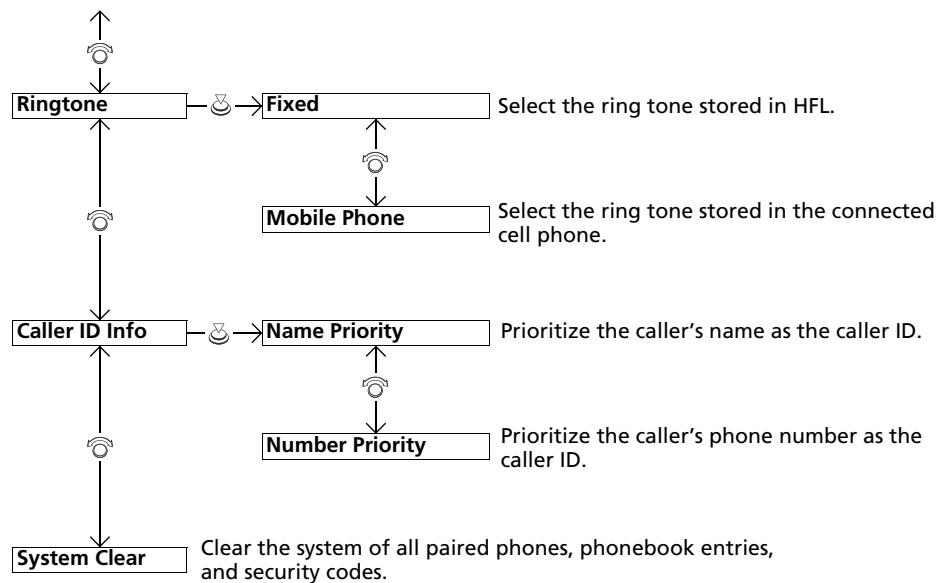 Ringtone
Fixed
Select the ring tone stored in HFL.
Mobile Phone
Select the ring tone stored in the connected
cell phone.
Caller ID Info
Name Priority
Prioritize the caller’s name as the caller ID.
Number Priority
Prioritize the caller’s phone number as the
caller ID.
System Clear
Clear the system of all paired phones, phonebook entries,
and security codes.